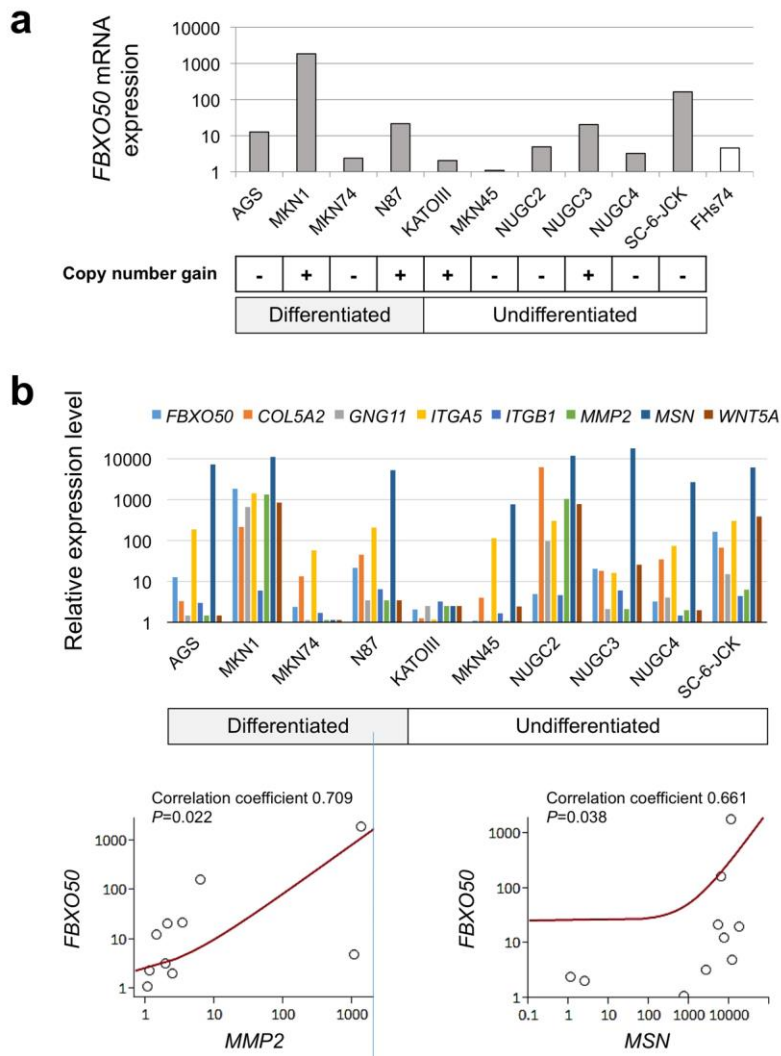 a
FBXO50 mRNA
expression
10000
1000
100
10
1
AGS
MKN1
MKN74
N87
KATOIII
MKN45
NUGC2
NUGC3
NUGC4
SC-6-JCK
FHs74
Copy number gain - + - + + - - + - -
Differentiated Undifferentiated
b
FBXO50 COL5A2 GNG11 ITGA5 ITGB1 MMP2 MSN WNT5A
Relative expression level
10000
1000
100
10
1
AGS
MKN1
MKN74
N87
KATOIII
MKN45
NUGC2
NUGC3
NUGC4
SC-6-JCK
Differentiated Undifferentiated
Correlation coefficient 0.709
P=0.022
FBXO50
1000
100
10
1
1 10 100 1000
MMP2
Correlation coefficient 0.661
P=0.038
FBXO50
1000
100
10
1
0.1 1 10 100 1000 10000
MSN